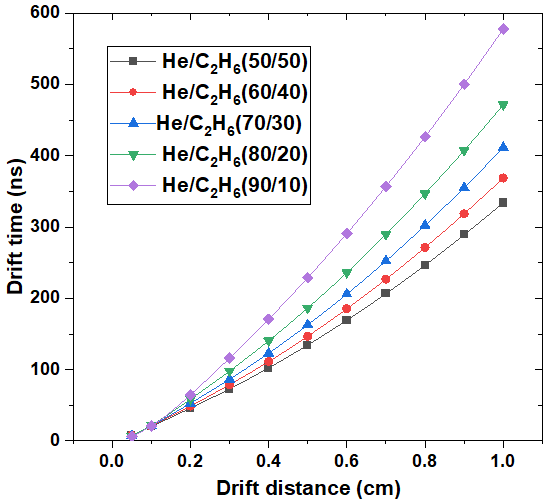 600
500
400
300
200
100
0
Drift time (ns)
He/C₂H₆(50/50)
He/C₂H₆(60/40)
He/C₂H₆(70/30)
He/C₂H₆(80/20)
He/C₂H₆(90/10)
0.0 0.2 0.4 0.6 0.8 1.0
Drift distance (cm)